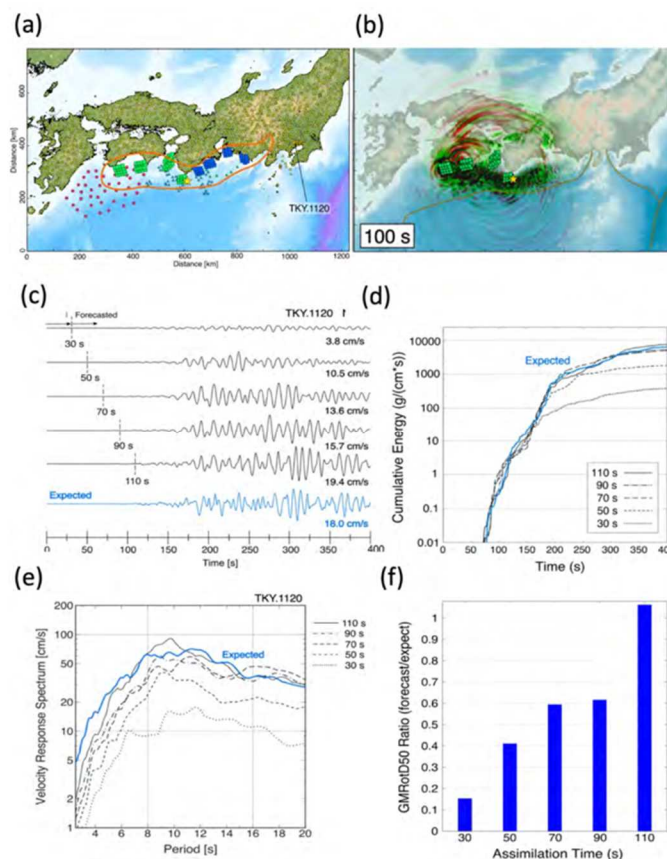 (a)
(b)
Distance [km]
600
400
200
0
0 200 400 600 800 1000 1200
Distance [km]
TKY.1120
100 s
(c)
Forecasted
TKY.1120
30 s
3.8 cm/s
50 s
10.5 cm/s
70 s
13.6 cm/s
90 s
15.7 cm/s
110 s
19.4 cm/s
Expected
18.0 cm/s
0 50 100 150 200 250 300 350 400
Time [s]
(d)
Cumulative Energy (g/(cm*s))
10000
1000
100
10
1
0.1
0.01
Expected
110 s
90 s
70 s
50 s
30 s
0 50 100 150 200 250 300 350 400
Time (s)
(e)
TKY.1120
Velocity Response Spectrum [cm/s]
200
100
50
20
10
5
2
1
Expected
110 s
90 s
70 s
50 s
30 s
4 6 8 10 12 14 16 18 20
Period [s]
(f)
GMRotD50 Ratio (forecast/expect)
1
0.9
0.8
0.7
0.6
0.5
0.4
0.3
0.2
0.1
0
30 50 70 90 110
Assimilation Time (s)